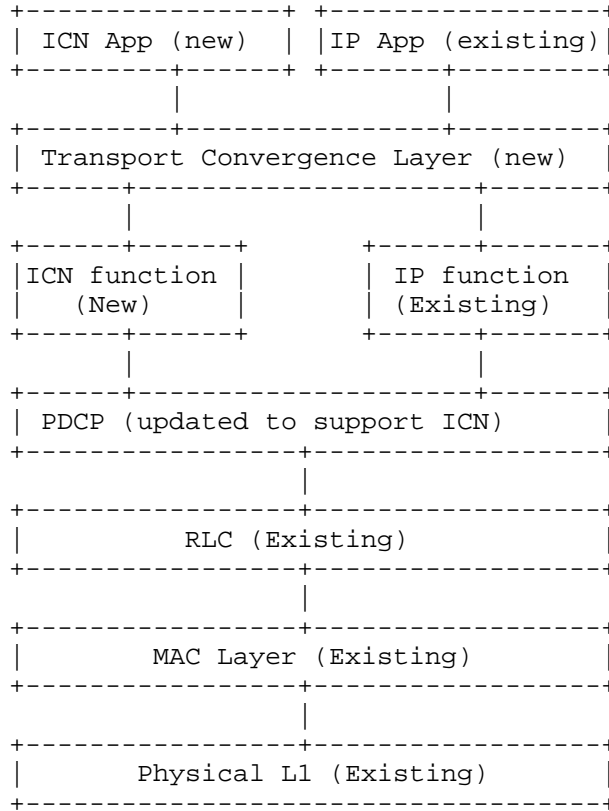 ICN App (new) IP App (existing)
Transport Convergence Layer (new)
ICN function IP function
(New) (Existing)
PDCP (updated to support ICN)
RLC (Existing)
MAC Layer (Existing)
Physical L1 (Existing)